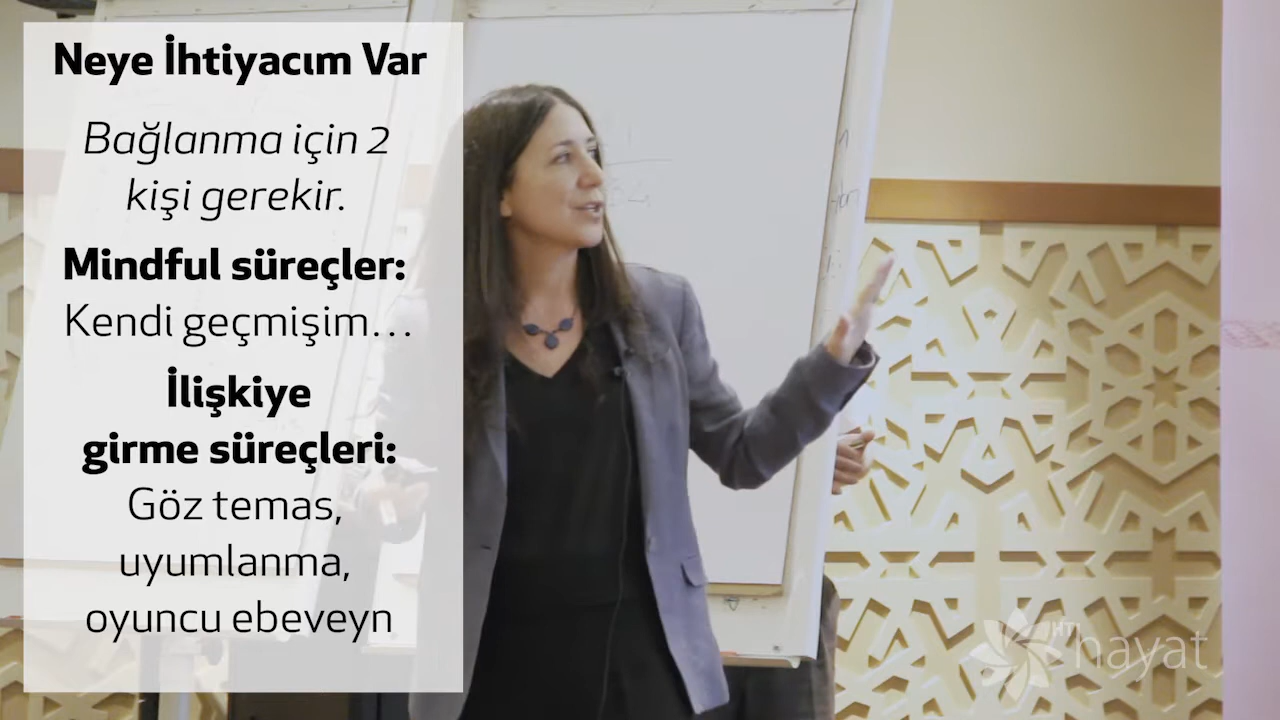 Neye İhtiyacım Var
Bağlanma için 2
kişi gerekir.
Mindful süreçler:
Kendi geçmişim...
İlişkiye
girme süreçleri:
Göz temas,
uyumlanma,
oyuncu ebeveyn
HT
hayat